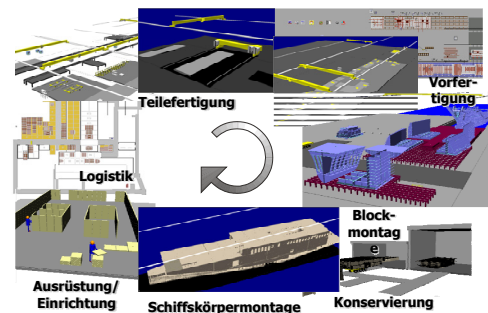 Teilefertigung
Vorfer-
tigung
Logistik
Block-
montag
e
Ausrüstung/
Einrichtung
Schiffskörpermontage
Konservierung